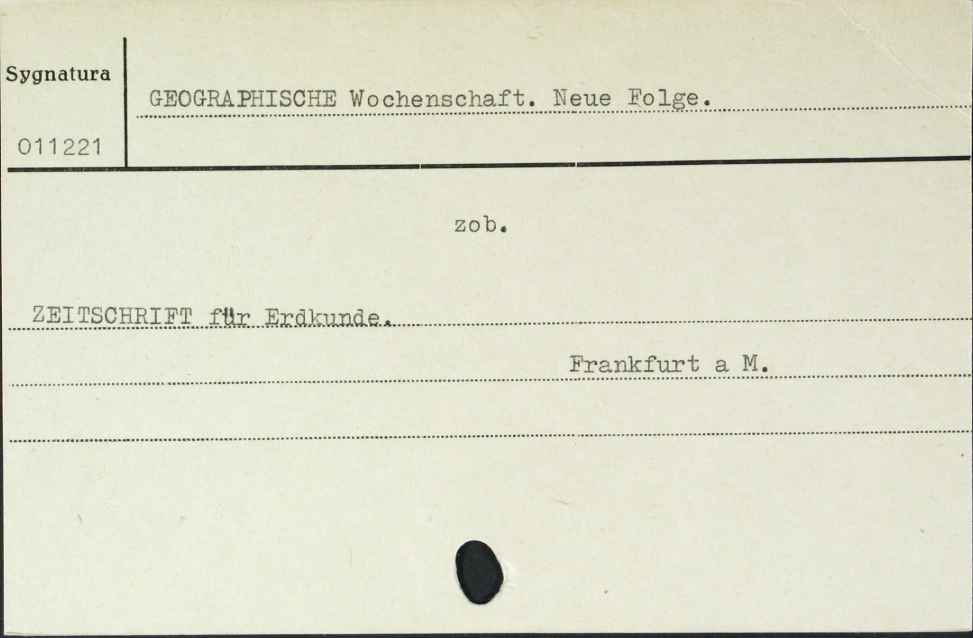 Sygnatura
GEOGRAPHISCHE Wochenschaft. Neue Folge.
011221
zob.
ZEITSCHRIFT für Erdkunde.
Frankfurt a M.